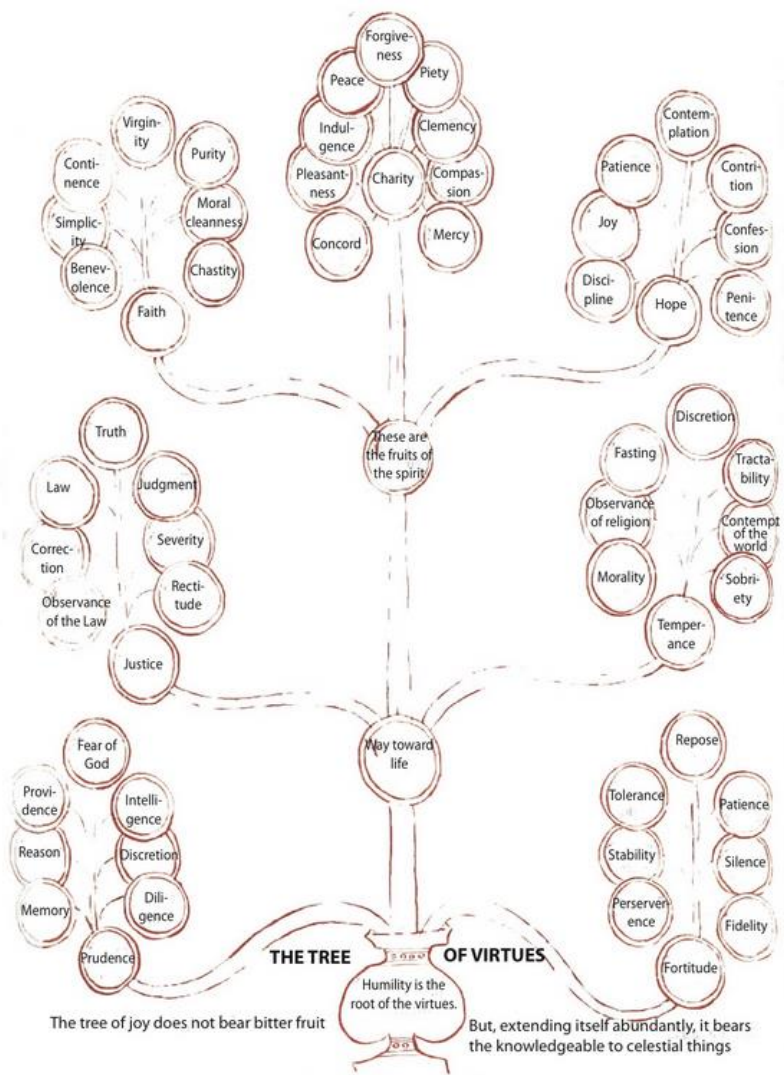 Forgive-
ness
Peace
Piety
Indul-
gence
Clemency
Pleasant-
ness
Charity
Compas-
sion
Concord
Mercy
Virgin-
ity
Conti-
nence
Purity
Simplic-
ity
Moral
cleanness
Benev-
olence
Chastity
Faith
Contem-
plation
Patience
Contri-
tion
Joy
Confes-
sion
Disci-
pline
Hope
Peni-
tence
These are
the fruits of
the spirit
Truth
Law
Judgment
Correc-
tion
Severity
Observance
of the Law
Recti-
tude
Justice
Discretion
Fasting
Tracta-
bility
Observance
of religion
Contempt
of the
world
Morality
Sobri-
ety
Temper-
ance
Way toward
life
Fear of
God
Provi-
dence
Intelli-
gence
Reason
Discretion
Memory
Dili-
gence
Prudence
Repose
Tolerance
Patience
Stability
Silence
Perserver-
ence
Fidelity
Fortitude
THE TREE OF VIRTUES
Humility is the
root of the virtues.
The tree of joy does not bear bitter fruit
But, extending itself abundantly, it bears
the knowledgeable to celestial things